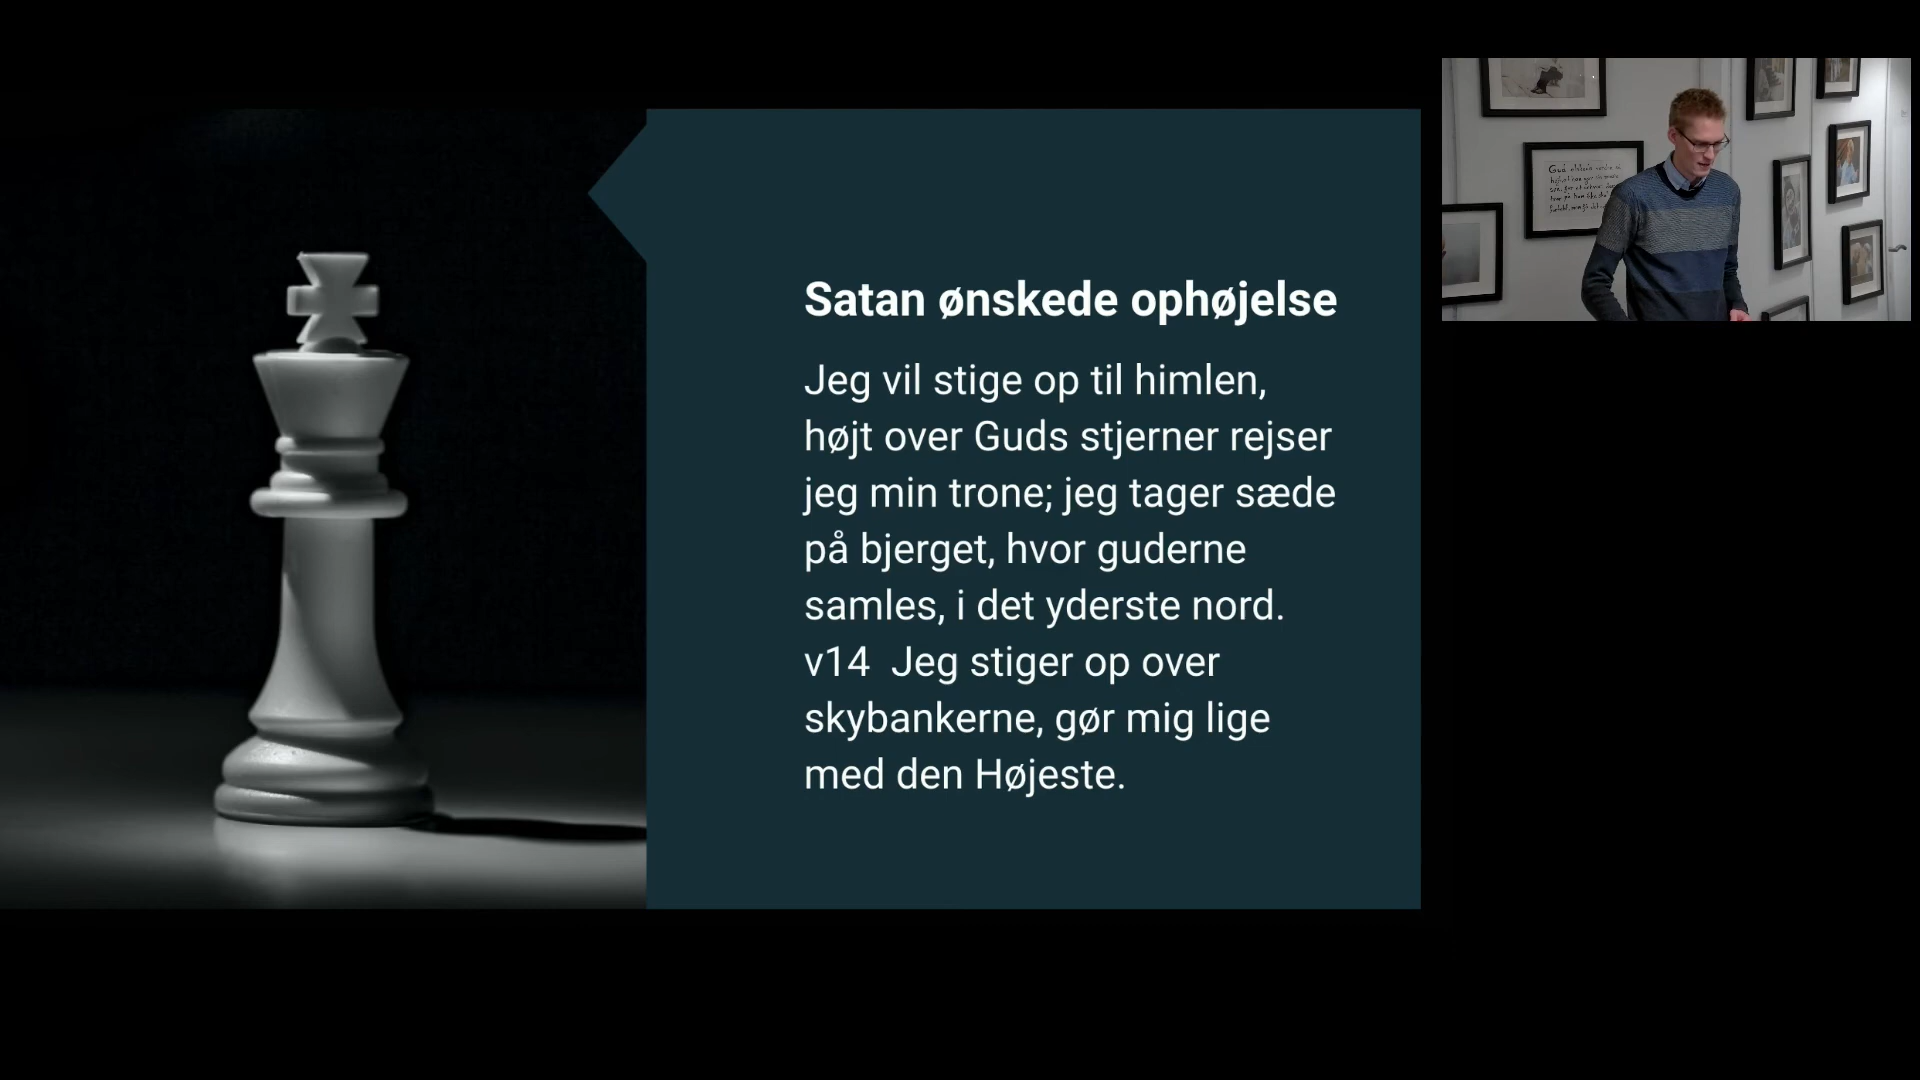 Satan ønskede ophøjelse
Jeg vil stige op til himlen,
højt over Guds stjerner rejser
jeg min trone; jeg tager sæde
på bjerget, hvor guderne
samles, i det yderste nord.
v14  Jeg stiger op over
skybankerne, gør mig lige
med den Højeste.
Gud